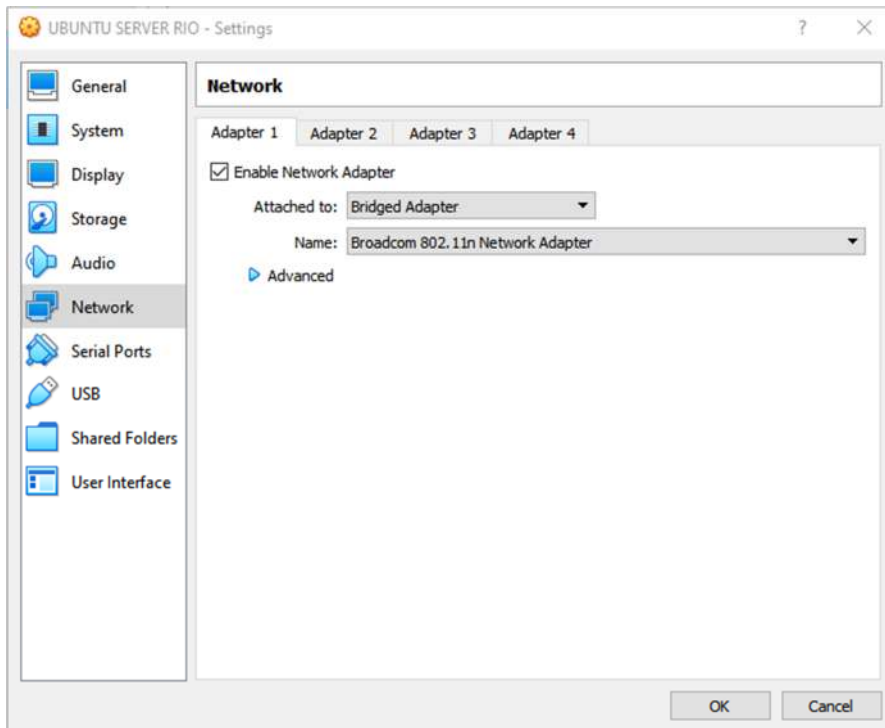 UBUNTU SERVER RIO - Settings
?
General
System
Display
Storage
Audio
Network
Serial Ports
USB
Shared Folders
User Interface
Network
Adapter 1 Adapter 2 Adapter 3 Adapter 4
Enable Network Adapter
Attached to: Bridged Adapter
Name: Broadcom 802.11n Network Adapter
Advanced
OK Cancel